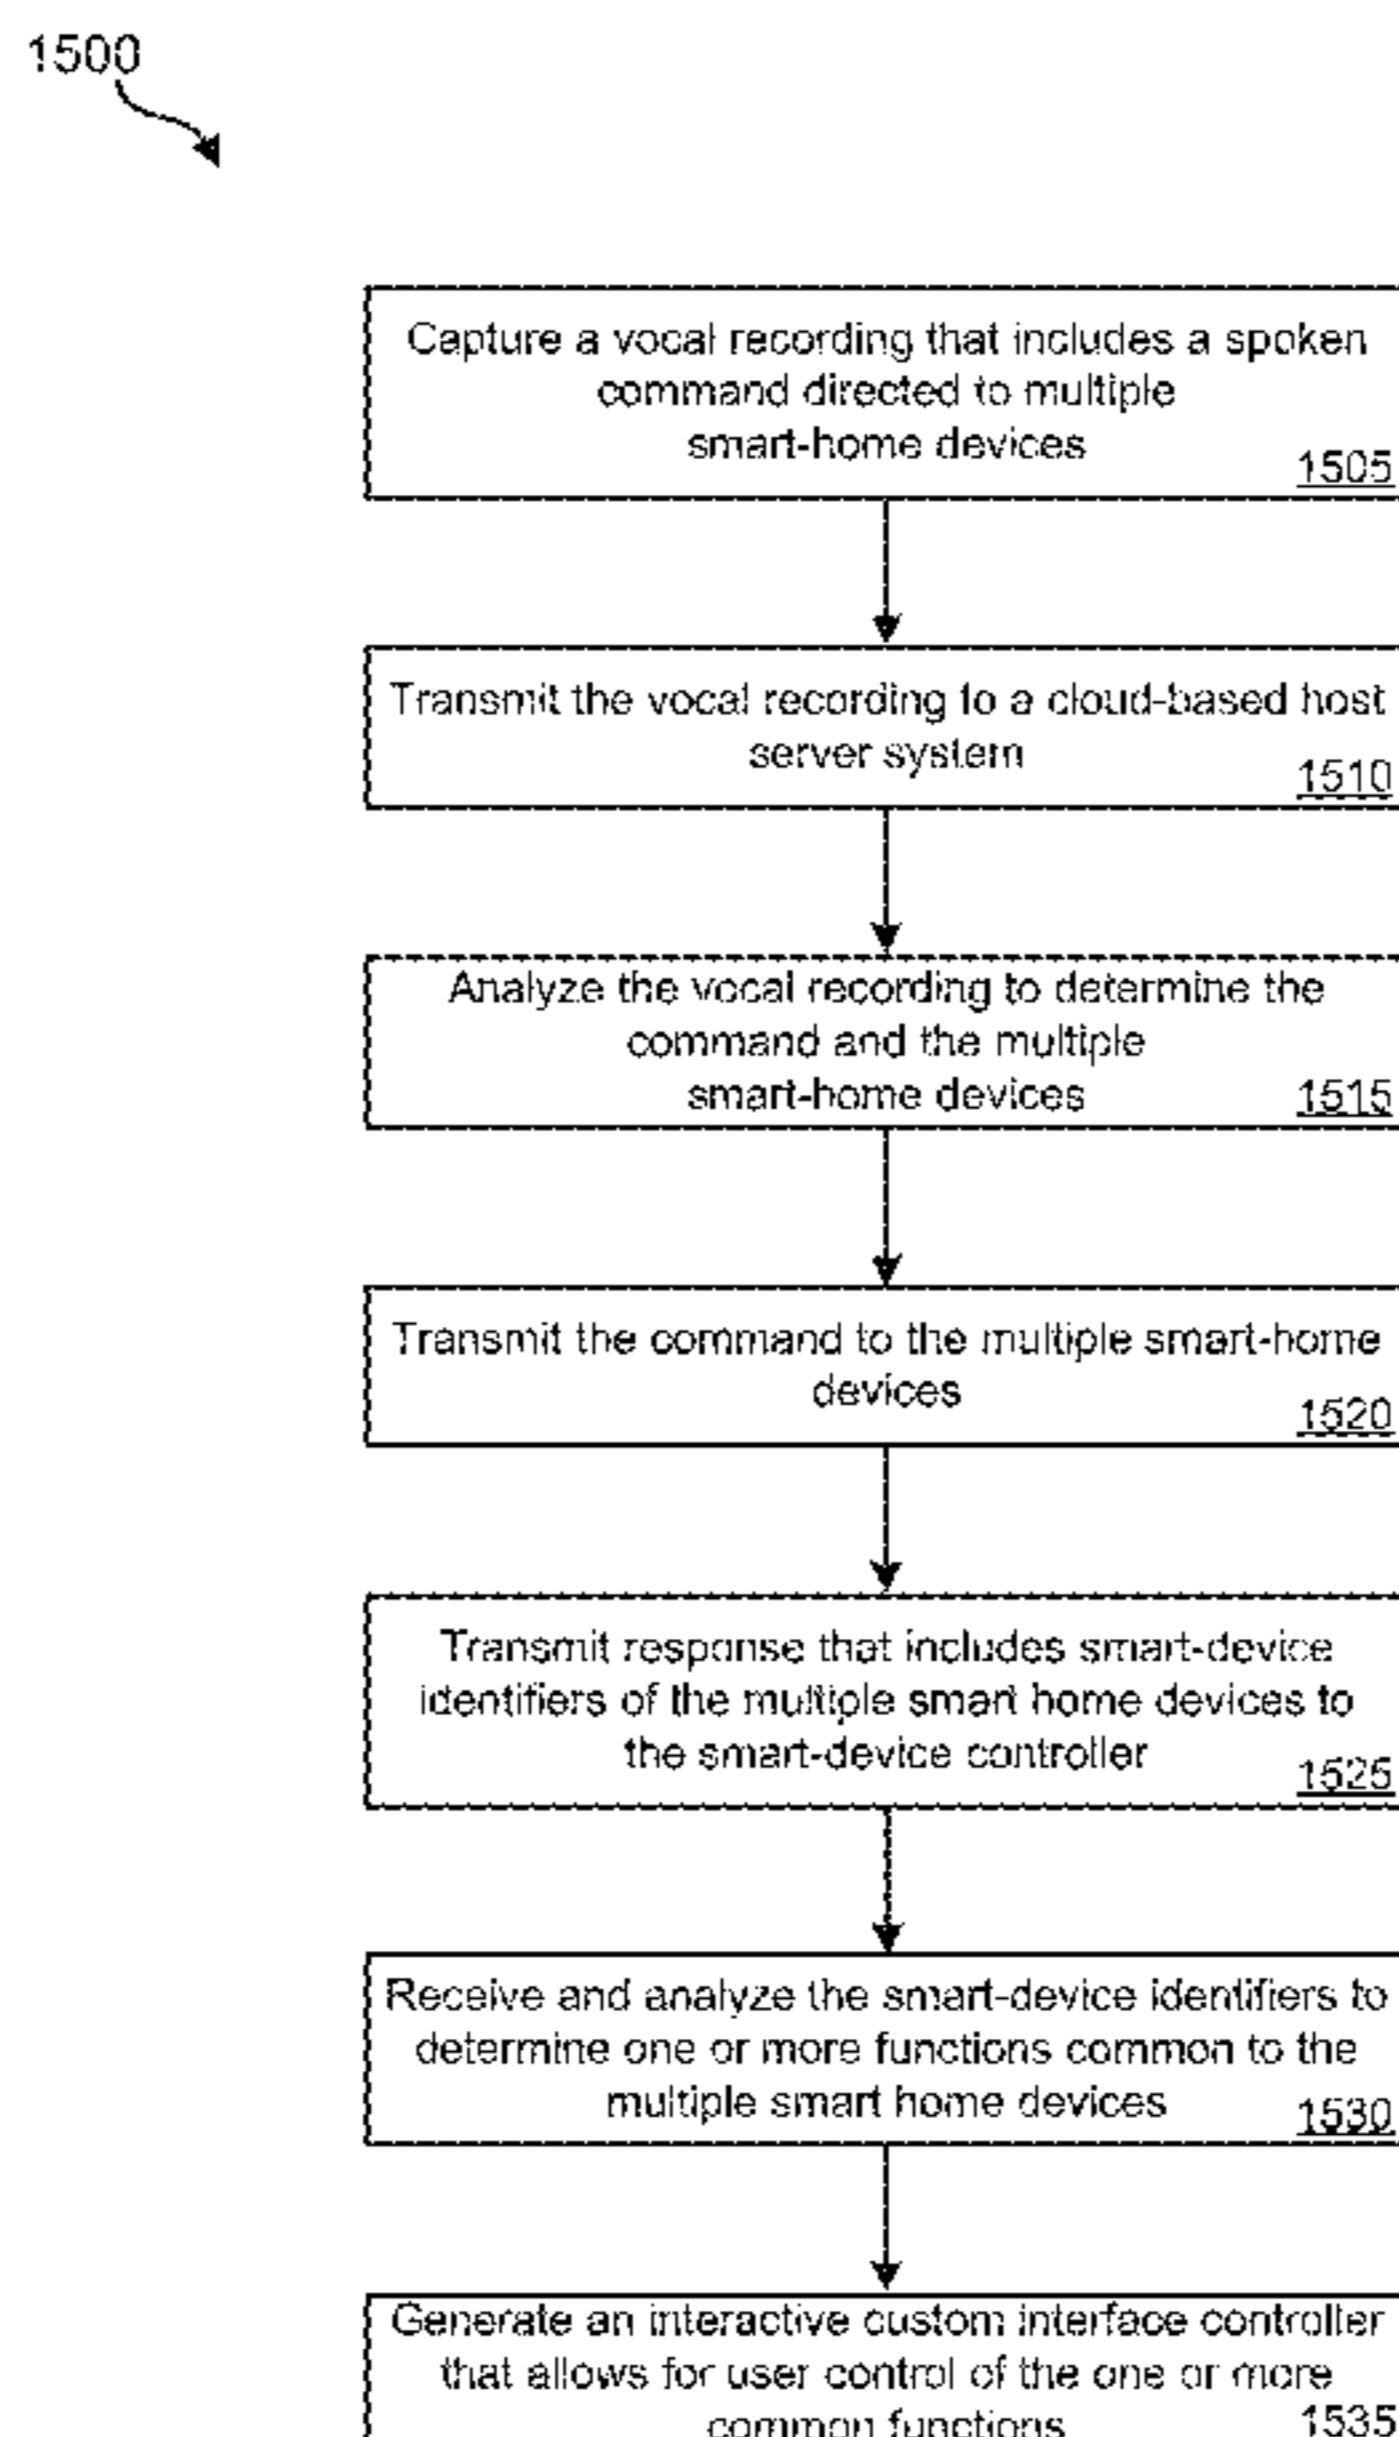 1500
Capture a vocal recording that includes a spoken
command directed to multiple
smart-home devices
1505
Transmit the vocal recording to a cloud-based host
server system
1510
Analyze the vocal recording to determine the
command and the multiple
smart-home devices
1515
Transmit the command to the multiple smart-home
devices
1520
Transmit response that includes smart-device
identifiers of the multiple smart home devices to
the smart-device controller
1525
Receive and analyze the smart-device identifiers to
determine one or more functions common to the
multiple smart home devices
1530
Generate an interactive custom interface controller
that allows for user control of the one or more
common functions
1535